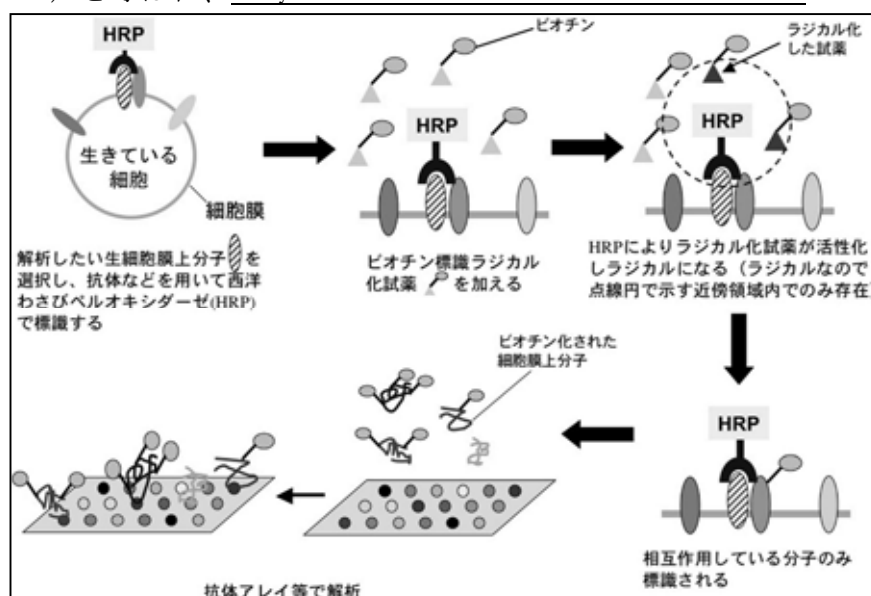 HRP
生きている
細胞
細胞膜
解析したい生細胞膜上分子を
選択し、抗体などを用いて西洋
わさびペルオキシダーゼ(HRP)
で標識する
ビオチン
HRP
ビオチン標識ラジカル
化試薬 を加える
ラジカル化
した試薬
HRP
HRPによりラジカル化試薬が活性化
しラジカルになる（ラジカルなので
点線円で示す近傍領域内でのみ存在)
HRP
相互作用している分子のみ
標識される
ビオチン化された
細胞膜上分子
抗体アレイ等で解析